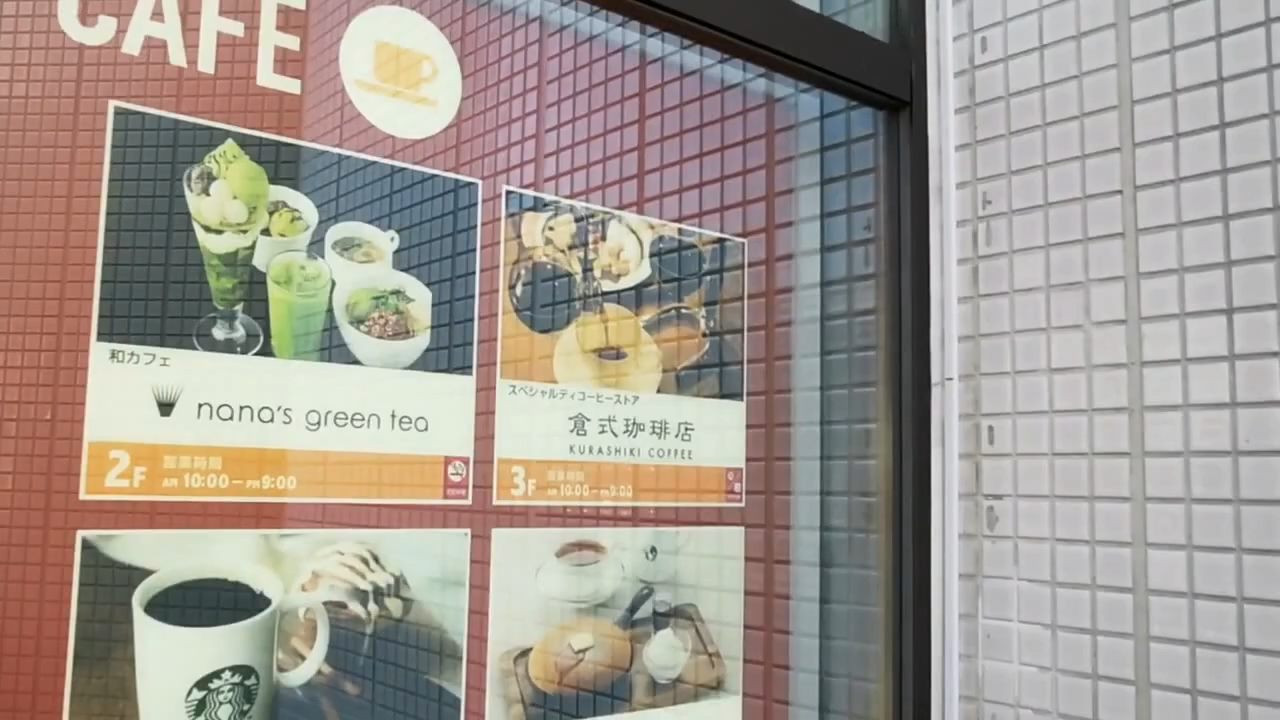 CAFE
和カフェ
nana's green tea
2F 営業時間
AM 10:00－PM 9:00
スペシャルティコーヒーストア
倉式珈琲店
KURASHIKI COFFEE
3F 営業時間
AM 10:00－PM 9:00